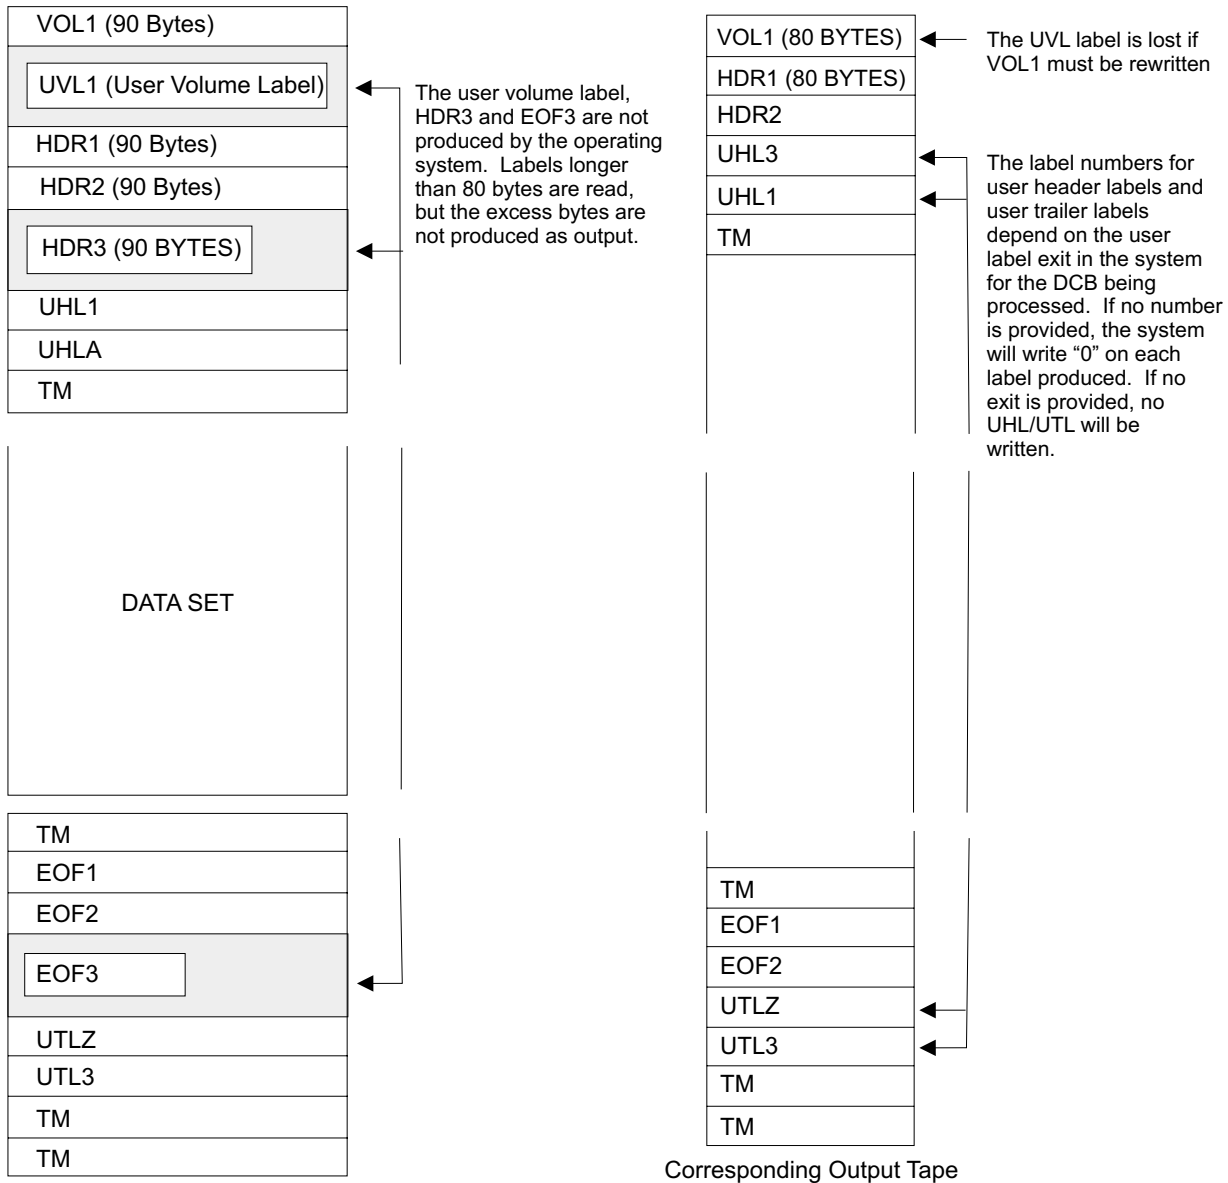 VOL1 (90 Bytes)
UVL1 (User Volume Label)
HDR1 (90 Bytes)
HDR2 (90 Bytes)
HDR3 (90 BYTES)
UHL1
UHLA
TM
The user volume label,
HDR3 and EOF3 are not
produced by the operating
system. Labels longer
than 80 bytes are read,
but the excess bytes are
not produced as output.
DATA SET
TM
EOF1
EOF2
EOF3
UTLZ
UTL3
TM
TM
VOL1 (80 BYTES)
HDR1 (80 BYTES)
HDR2
UHL3
UHL1
TM
The UVL label is lost if
VOL1 must be rewritten
The label numbers for
user header labels and
user trailer labels
depend on the user
label exit in the system
for the DCB being
processed. If no number
is provided, the system
will write “0” on each
label produced. If no
exit is provided, no
UHL/UTL will be
written.
TM
EOF1
EOF2
UTLZ
UTL3
TM
TM
Corresponding Output Tape